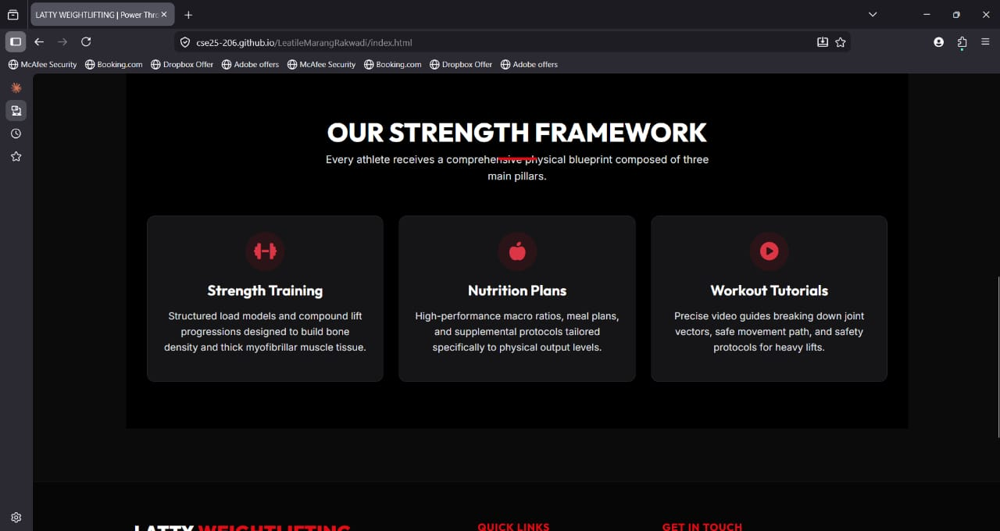 LATTY WEIGHTLIFTING | Power Thro
cse25-206.github.io/LeatileMarangRakwadi/index.html
McAfee Security Booking.com Dropbox Offer Adobe offers McAfee Security Booking.com Dropbox Offer Adobe offers
OUR STRENGTH FRAMEWORK
Every athlete receives a comprehensive physical blueprint composed of three
main pillars.
Strength Training
Structured load models and compound lift
progressions designed to build bone
density and thick myofibrillar muscle tissue.
Nutrition Plans
High-performance macro ratios, meal plans,
and supplemental protocols tailored
specifically to physical output levels.
Workout Tutorials
Precise video guides breaking down joint
vectors, safe movement path, and safety
protocols for heavy lifts.
LATTY WEIGHTLIFTING
QUICK LINKS
GET IN TOUCH